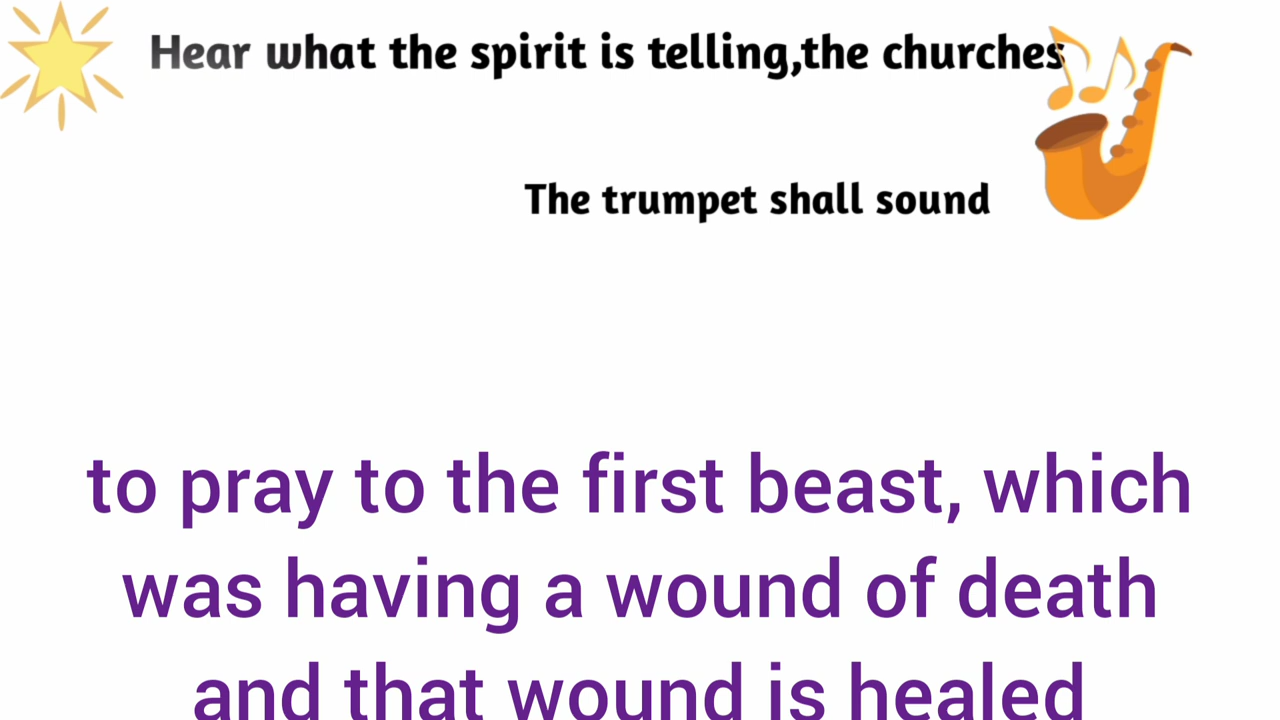 Hear what the spirit is telling,the churches
The trumpet shall sound
to pray to the first beast, which
was having a wound of death
and that wound is healed